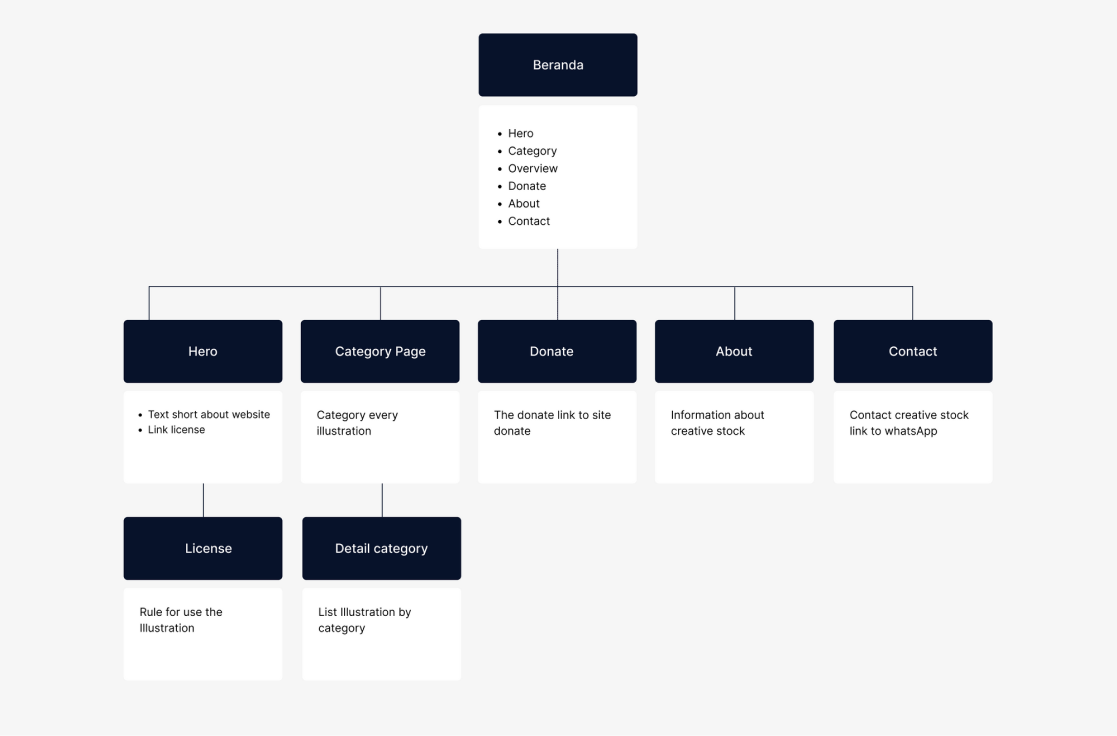 Beranda
• Hero
• Category
• Overview
• Donate
• About
• Contact
Hero
• Text short about website
• Link license
Category Page
Category every
illustration
Donate
The donate link to site
donate
About
Information about
creative stock
Contact
Contact creative stock
link to whatsApp
License
Rule for use the
Illustration
Detail category
List Illustration by
category